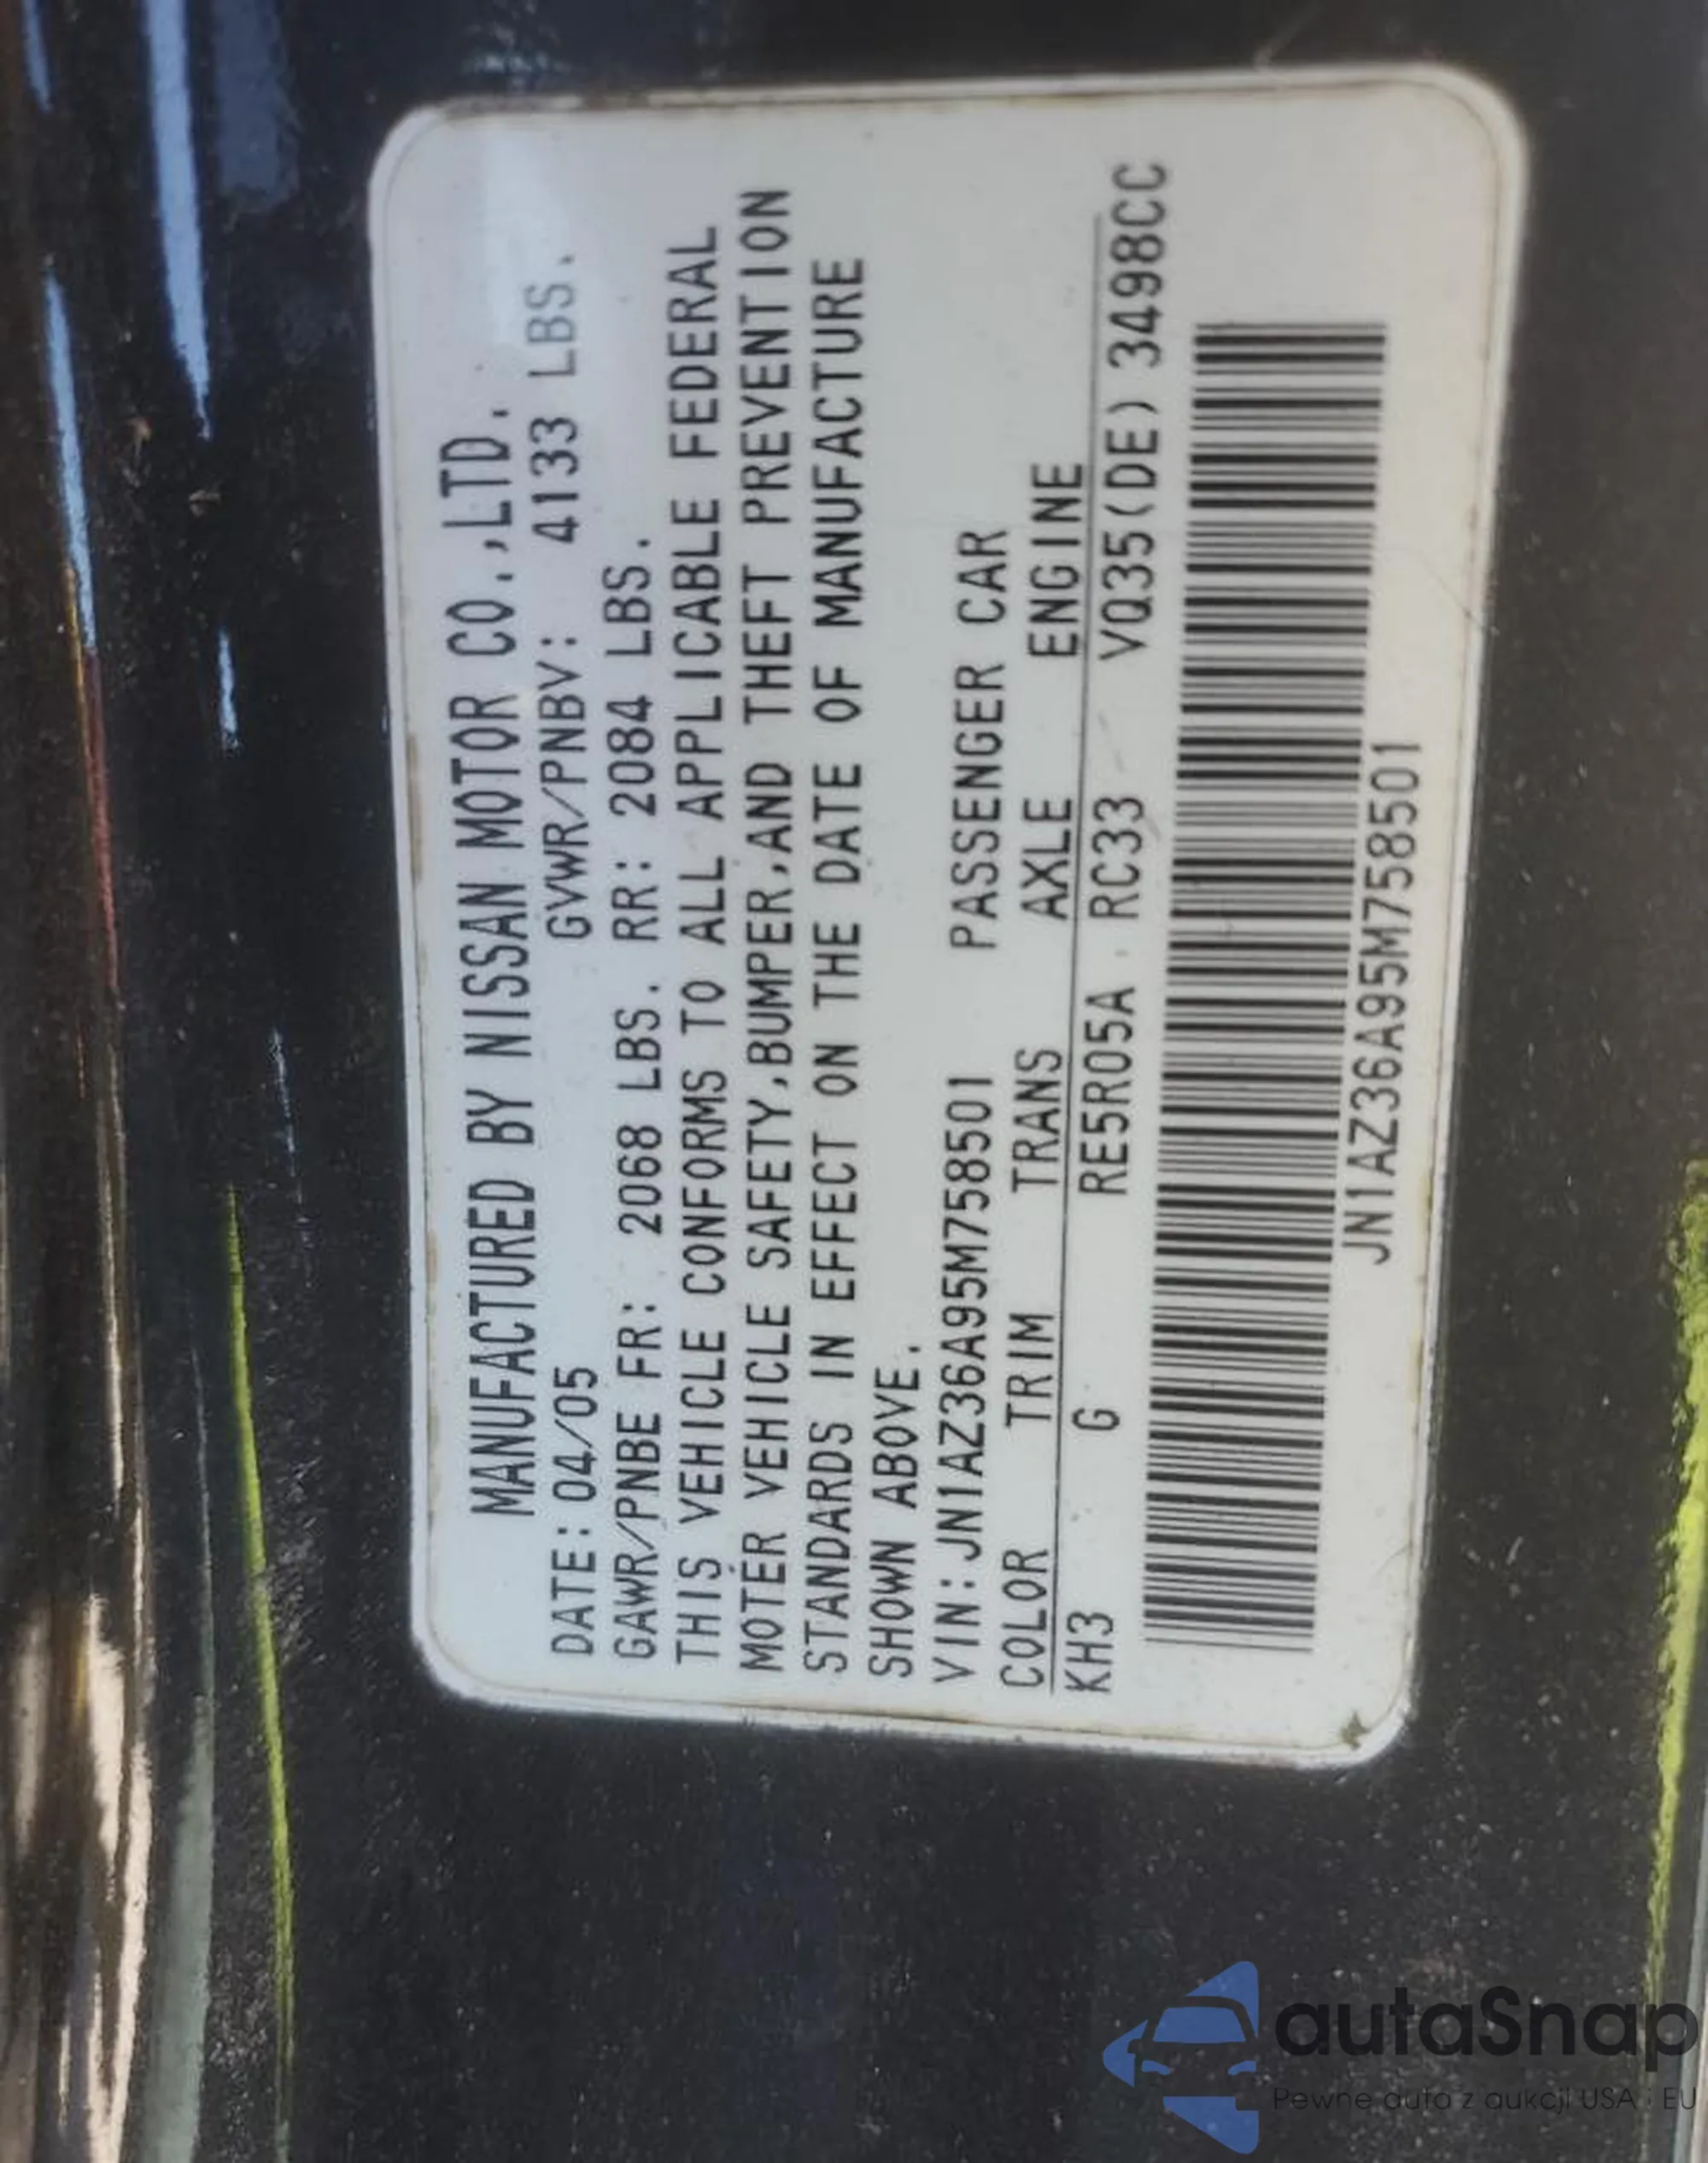 MANUFACTURED BY NISSAN MOTOR CO.,LTD.
DATE: 04/05 GVWR/PNBV: 4133 LBS.
GAWR/PNBE FR: 2068 LBS. RR: 2084 LBS.
THIS VEHICLE CONFORMS TO ALL APPLICABLE FEDERAL
MOTER VEHICLE SAFETY,BUMPER,AND THEFT PREVENTION
STANDARDS IN EFFECT ON THE DATE OF MANUFACTURE
SHOWN ABOVE.
VIN:JN1AZ36A95M758501 PASSENGER CAR
COLOR TRIM TRANS AXLE ENGINE
KH3 G RE5R05A RC33 VQ35(DE) 3498CC
JN1AZ36A95M758501
autaSnap
Pewne auta z aukcji USA i EU